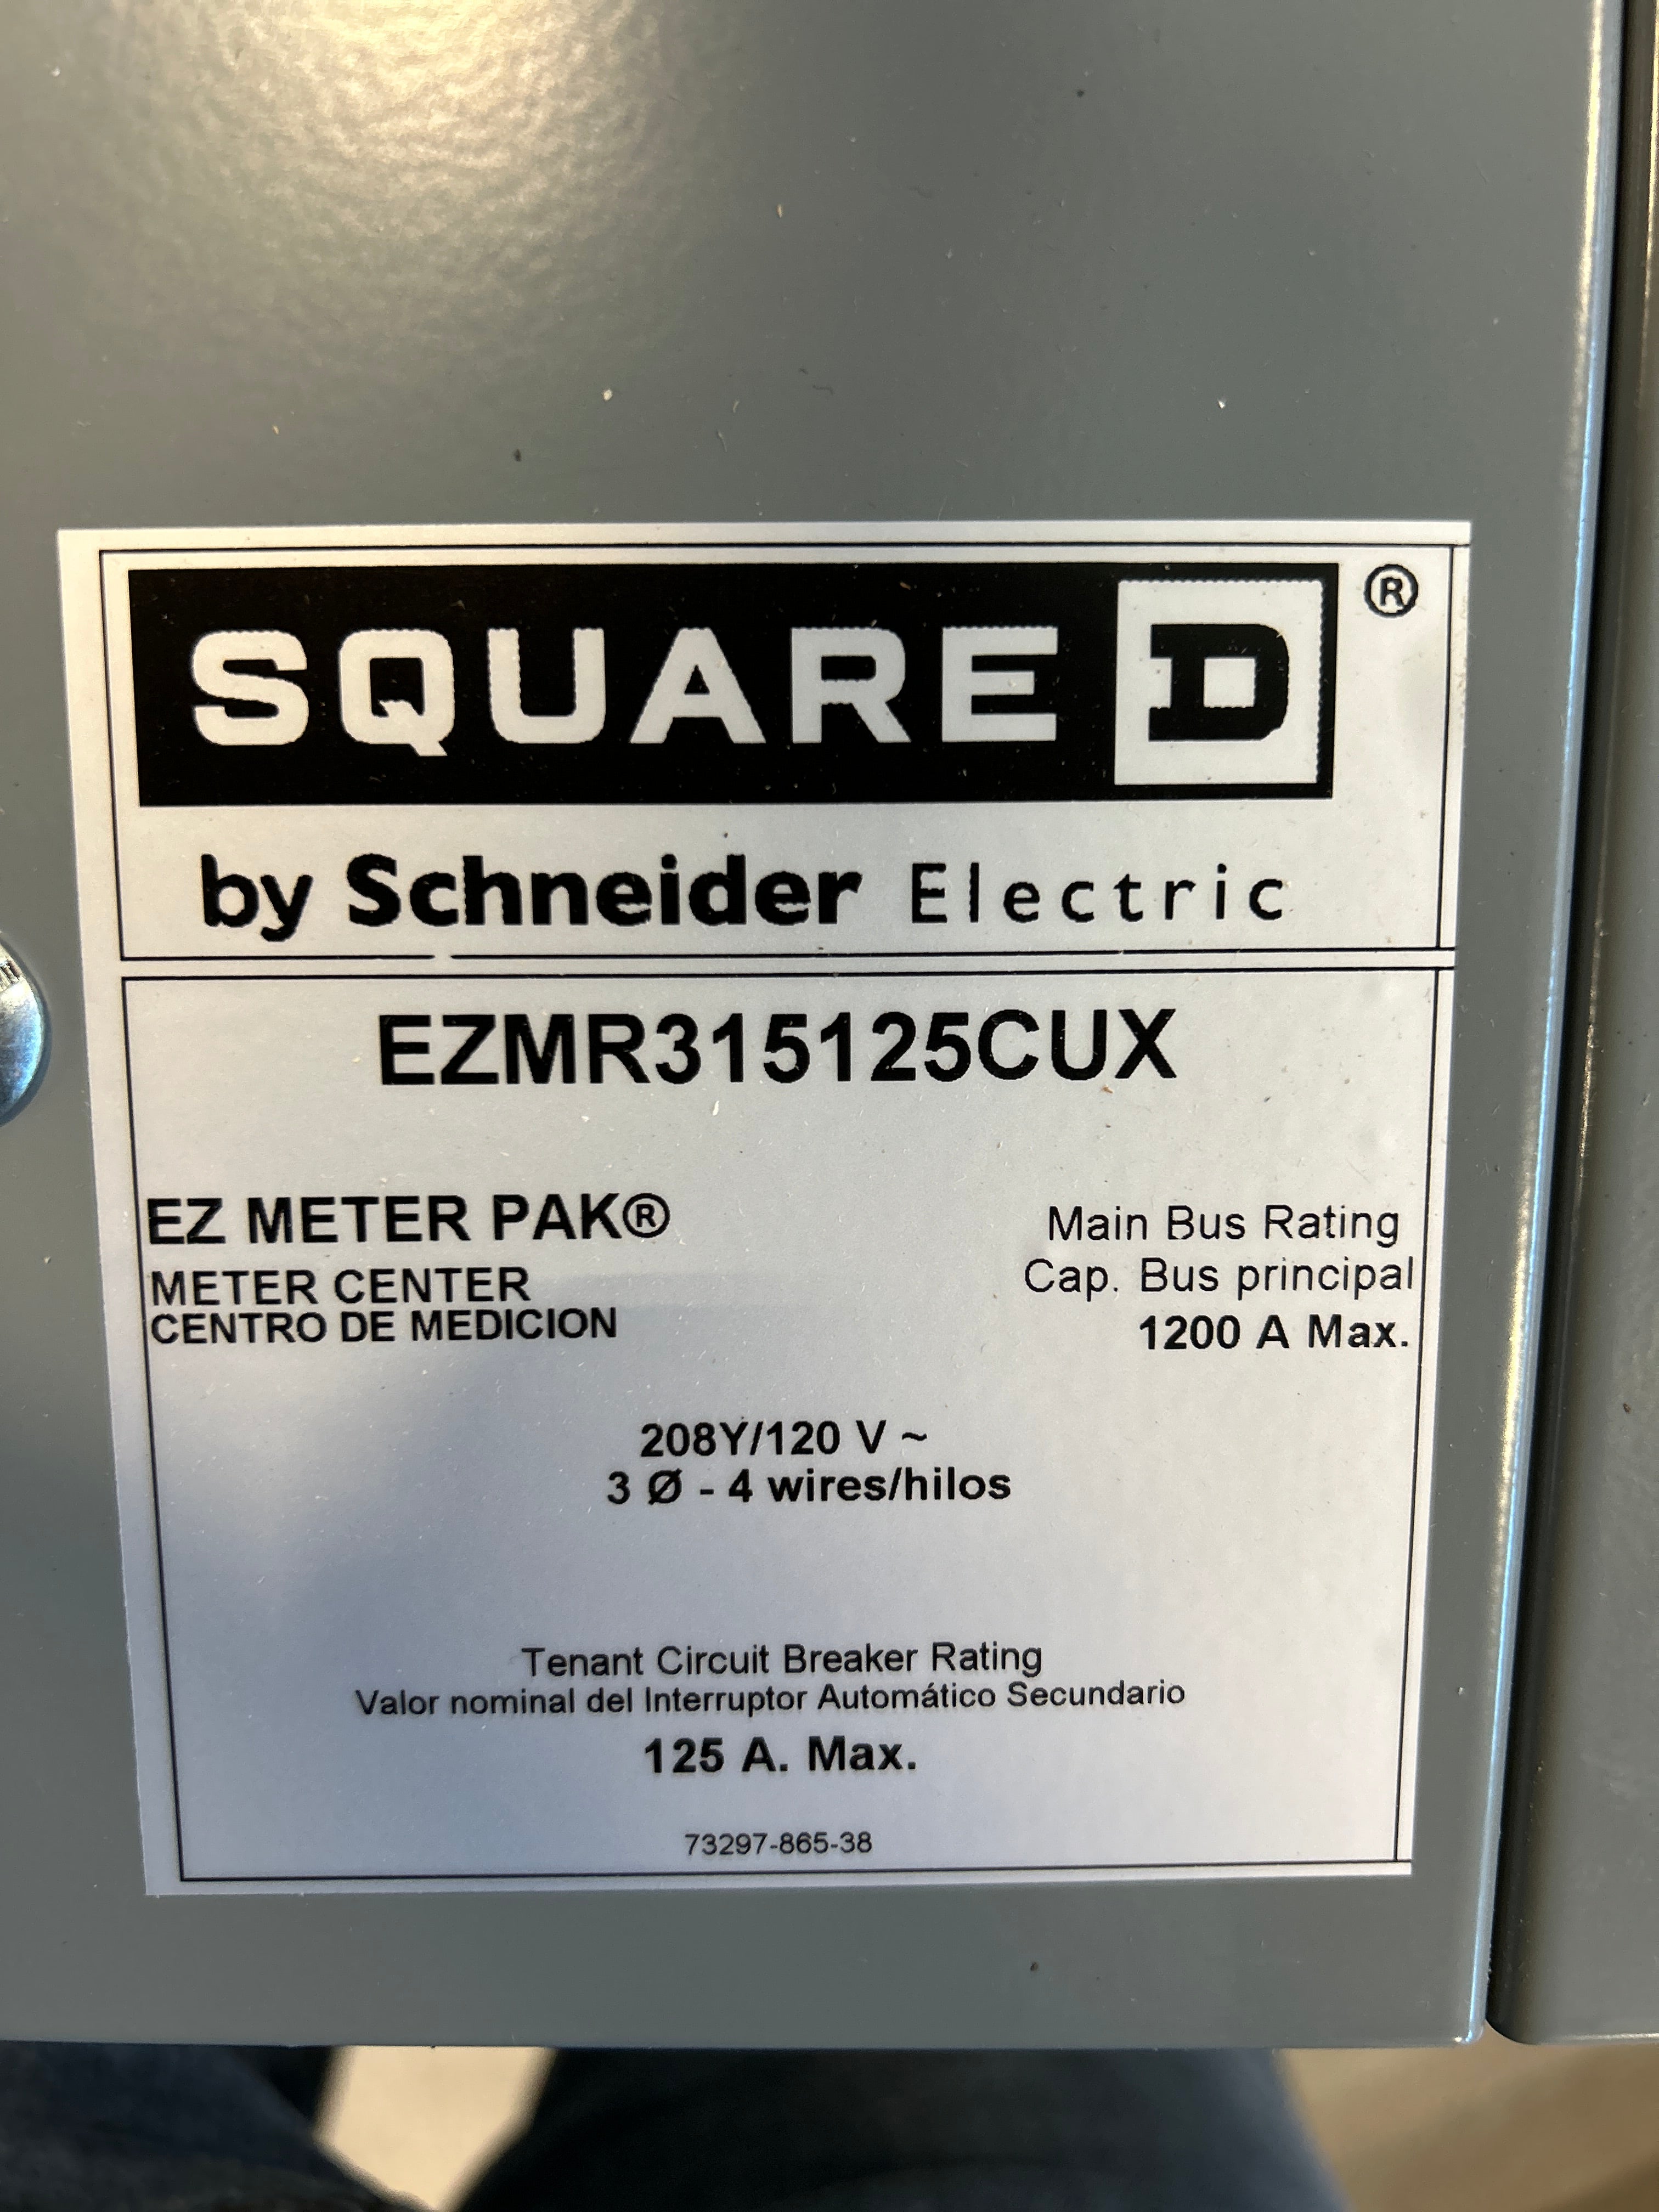 SQUARE D ®
by Schneider Electric
EZMR315125CUX
EZ METER PAK®
METER CENTER
CENTRO DE MEDICION
Main Bus Rating
Cap. Bus principal
1200 A Max.
208Y/120 V ~
3 Ø - 4 wires/hilos
Tenant Circuit Breaker Rating
Valor nominal del Interruptor Automático Secundario
125 A. Max.
73297-865-38